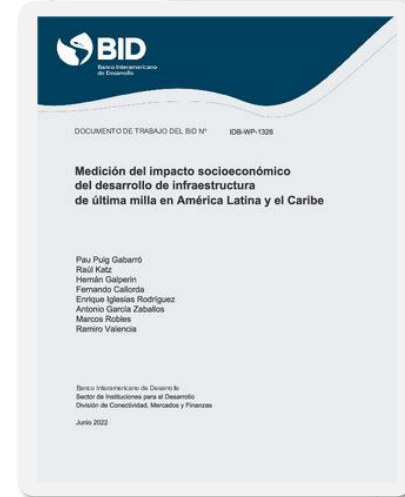 BID
Banco Interamericano
de Desarrollo
DOCUMENTO DE TRABAJO DEL BID Nº IDB-WP-1326
Medición del impacto socioeconómico
del desarrollo de infraestructura
de última milla en América Latina y el Caribe
Pau Puig Gabarró
Raúl Katz
Hernán Galperin
Fernando Callorda
Enrique Iglesias Rodríguez
Antonio García Zaballos
Marcos Robles
Ramiro Valencia
Banco Interamericano de Desarrollo
Sector de Instituciones para el Desarrollo
División de Conectividad, Mercados y Finanzas
Junio 2022